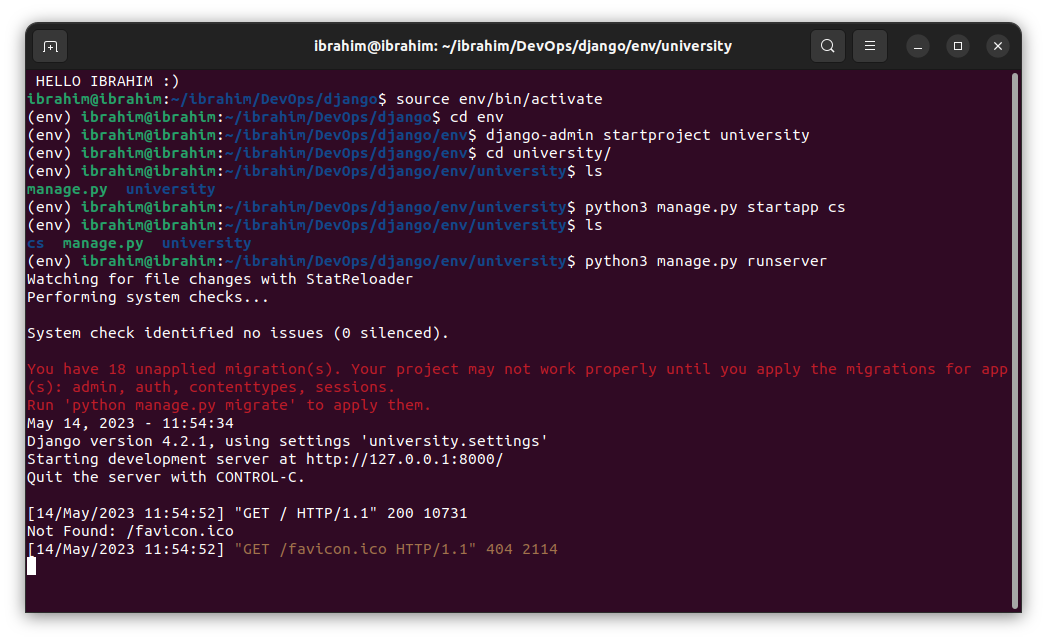 ibrahim@ibrahim: ~/ibrahim/DevOps/django/env/university
HELLO IBRAHIM :)
ibrahim@ibrahim:~/ibrahim/DevOps/django$ source env/bin/activate
(env) ibrahim@ibrahim:~/ibrahim/DevOps/django$ cd env
(env) ibrahim@ibrahim:~/ibrahim/DevOps/django/env$ django-admin startproject university
(env) ibrahim@ibrahim:~/ibrahim/DevOps/django/env$ cd university/
(env) ibrahim@ibrahim:~/ibrahim/DevOps/django/env/university$ ls
manage.py  university
(env) ibrahim@ibrahim:~/ibrahim/DevOps/django/env/university$ python3 manage.py startapp cs
(env) ibrahim@ibrahim:~/ibrahim/DevOps/django/env/university$ ls
cs  manage.py  university
(env) ibrahim@ibrahim:~/ibrahim/DevOps/django/env/university$ python3 manage.py runserver
Watching for file changes with StatReloader
Performing system checks...
System check identified no issues (0 silenced).
You have 18 unapplied migration(s). Your project may not work properly until you apply the migrations for app
(s): admin, auth, contenttypes, sessions.
Run 'python manage.py migrate' to apply them.
May 14, 2023 - 11:54:34
Django version 4.2.1, using settings 'university.settings'
Starting development server at http://127.0.0.1:8000/
Quit the server with CONTROL-C.
[14/May/2023 11:54:52] "GET / HTTP/1.1" 200 10731
Not Found: /favicon.ico
[14/May/2023 11:54:52] "GET /favicon.ico HTTP/1.1" 404 2114